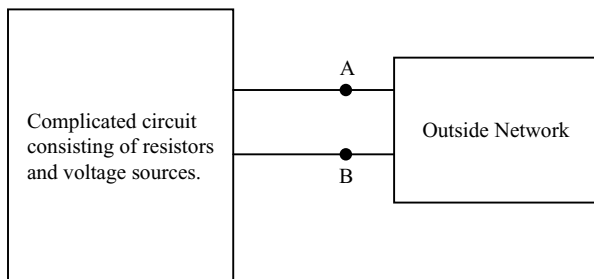 A
Complicated circuit
consisting of resistors
and voltage sources.
Outside Network
B